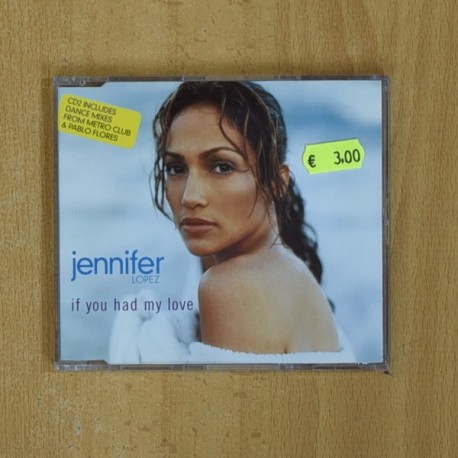 CD2 INCLUDES
DANCE MIXES
FROM METRO CLUB
& PABLO FLORES
€ 3.00
jennifer
LOPEZ
if you had my love